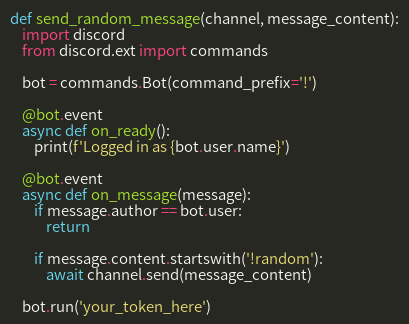 def send_random_message(channel, message_content):
    import discord
    from discord.ext import commands

    bot = commands.Bot(command_prefix='!')

    @bot.event
    async def on_ready():
        print(f'Logged in as {bot.user.name}')

    @bot.event
    async def on_message(message):
        if message.author == bot.user:
            return

        if message.content.startswith('!random'):
            await channel.send(message_content)

    bot.run('your_token_here')